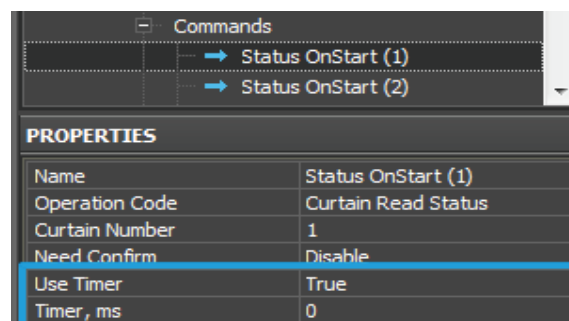 Commands
Status OnStart (1)
Status OnStart (2)
PROPERTIES
Name Status OnStart (1)
Operation Code Curtain Read Status
Curtain Number 1
Need Confirm Disable
Use Timer True
Timer, ms 0